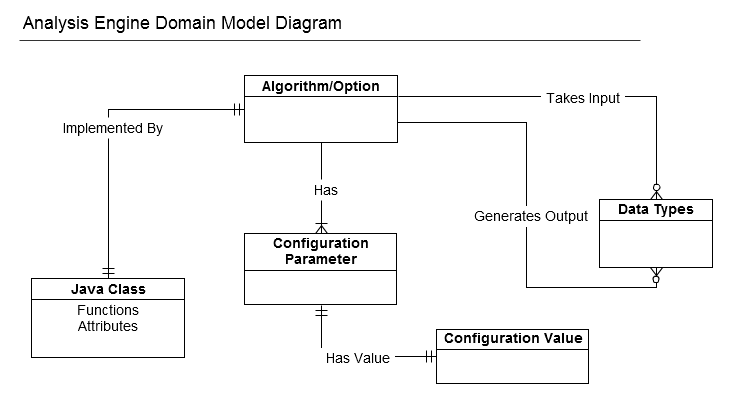 Analysis Engine Domain Model Diagram
Algorithm/Option
Takes Input
Implemented By
Has
Data Types
Generates Output
Configuration
Parameter
Java Class
Functions
Attributes
Configuration Value
Has Value